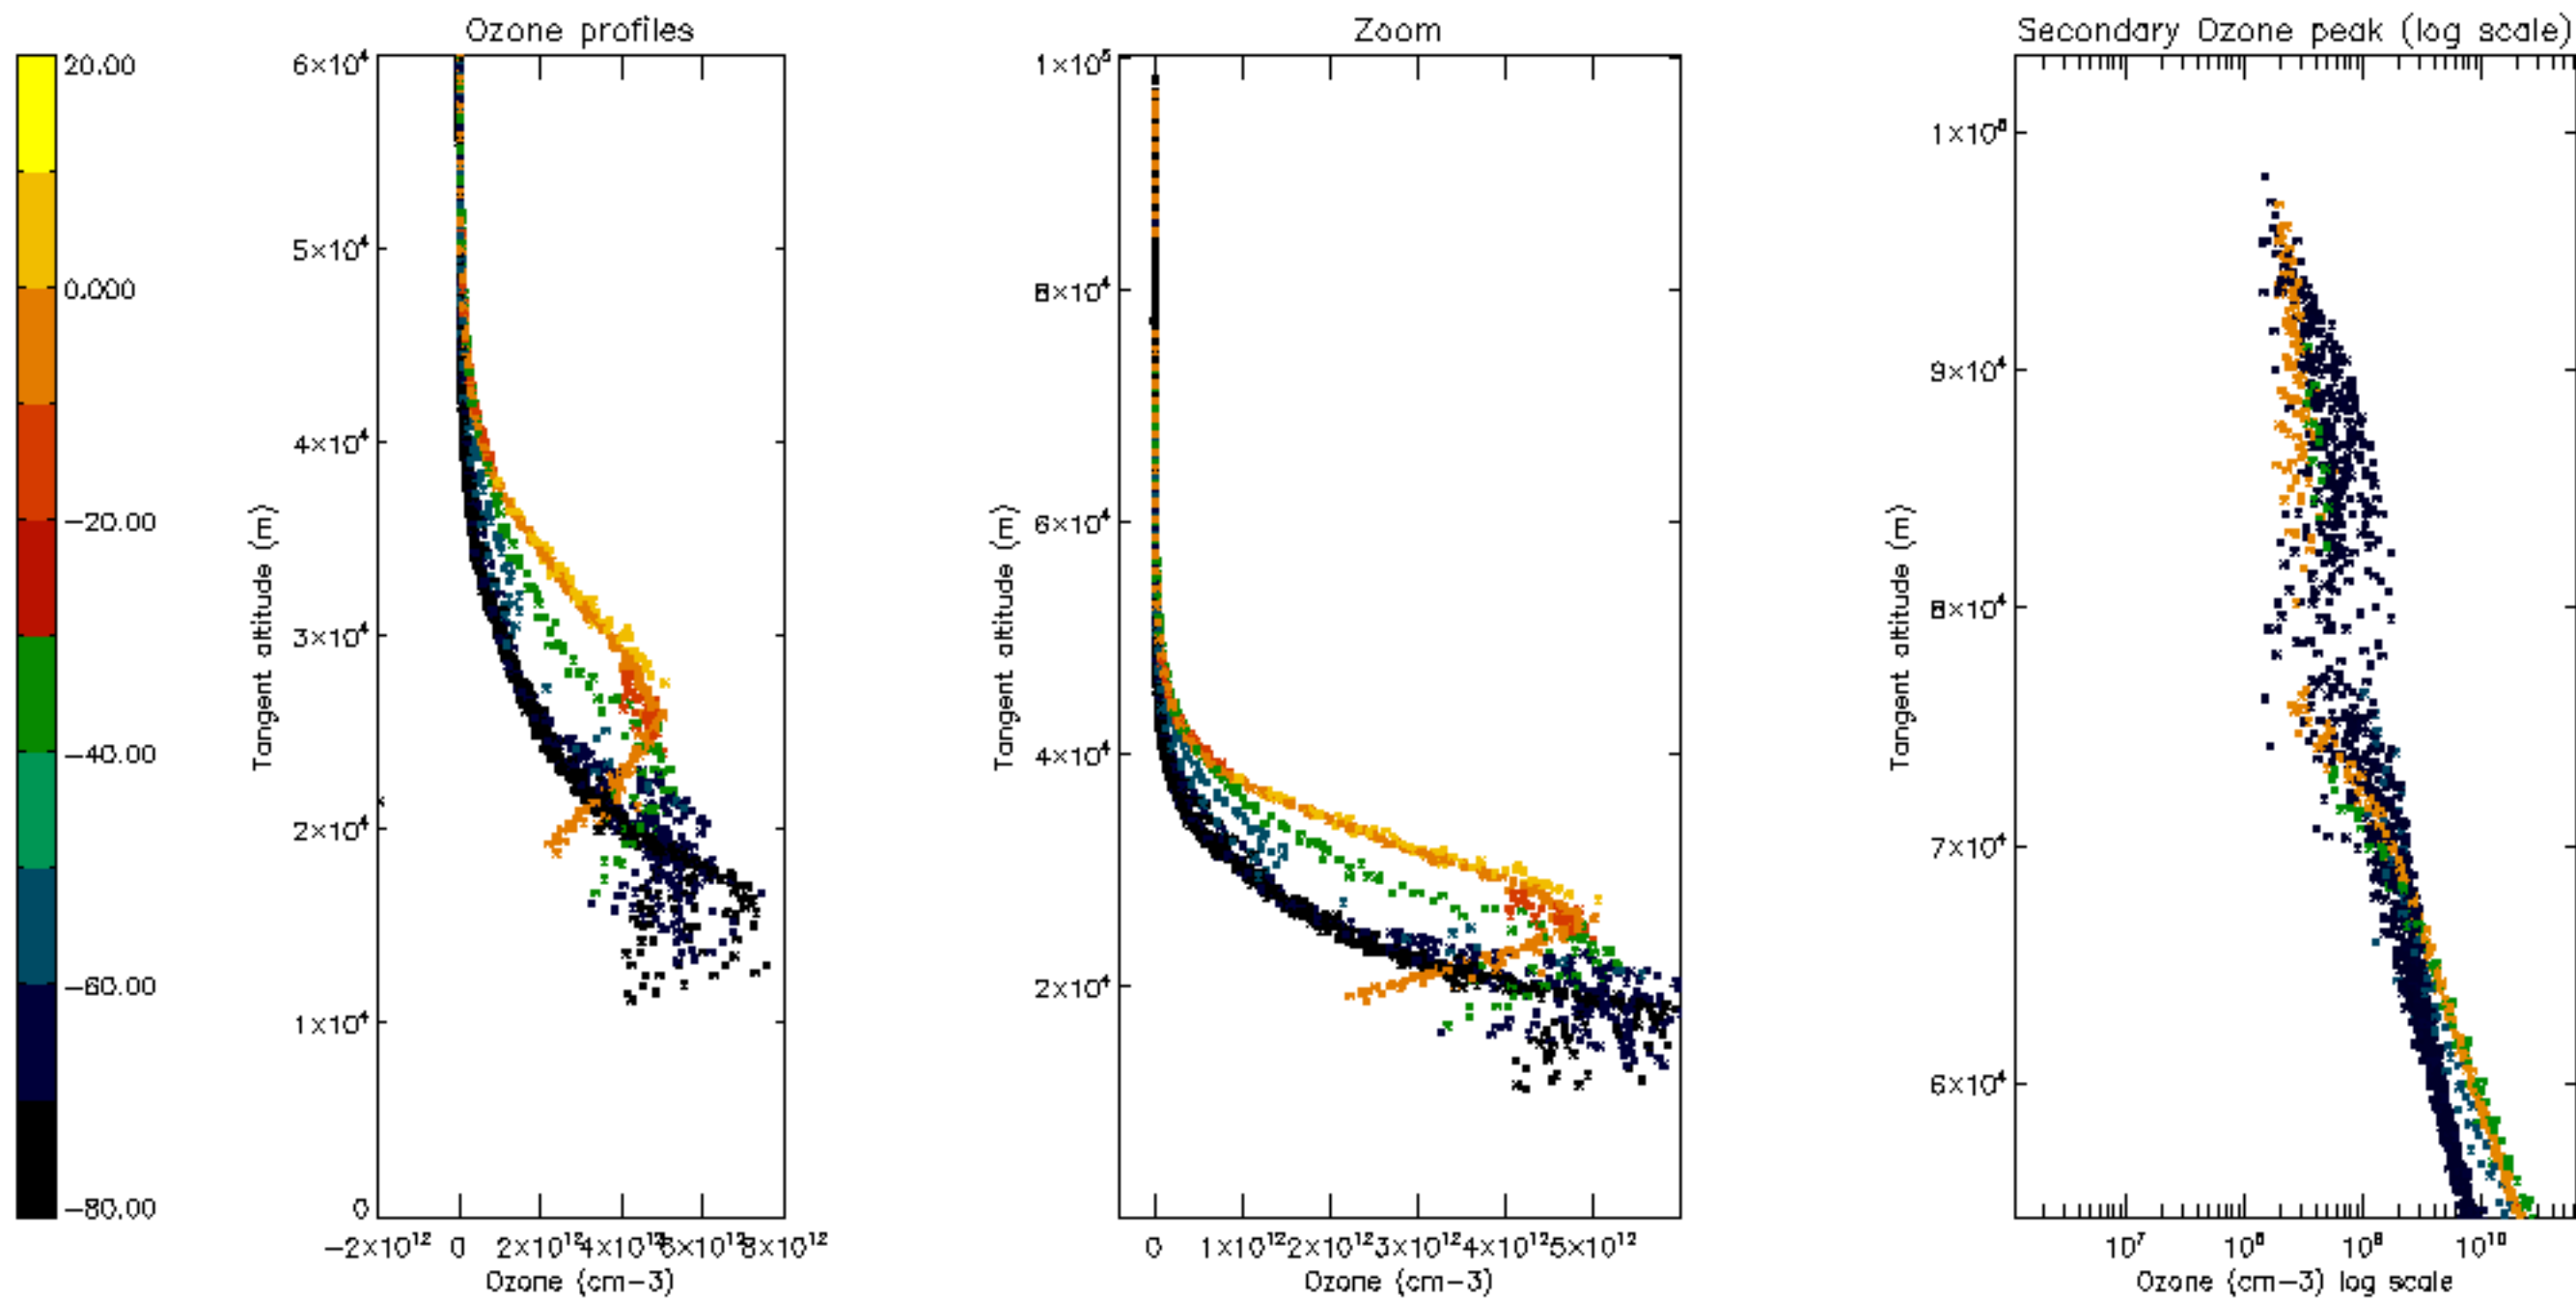 Ozone profiles
Zoom
Secondary Ozone peak (log scale)
20.00
0.000
−20.00
−40.00
−60.00
−80.00
6×10⁴
5×10⁴
4×10⁴
3×10⁴
2×10⁴
1×10⁴
0
Tangent altitude (m)
−2×10¹² 0 2×10¹² 4×10¹² 6×10¹² 8×10¹²
Ozone (cm−3)
1×10⁵
8×10⁴
6×10⁴
4×10⁴
2×10⁴
Tangent altitude (m)
0 1×10¹² 2×10¹² 3×10¹² 4×10¹² 5×10¹²
Ozone (cm−3)
1×10⁵
9×10⁴
8×10⁴
7×10⁴
6×10⁴
Tangent altitude (m)
10⁷ 10⁸ 10⁹ 10¹⁰
Ozone (cm−3) log scale